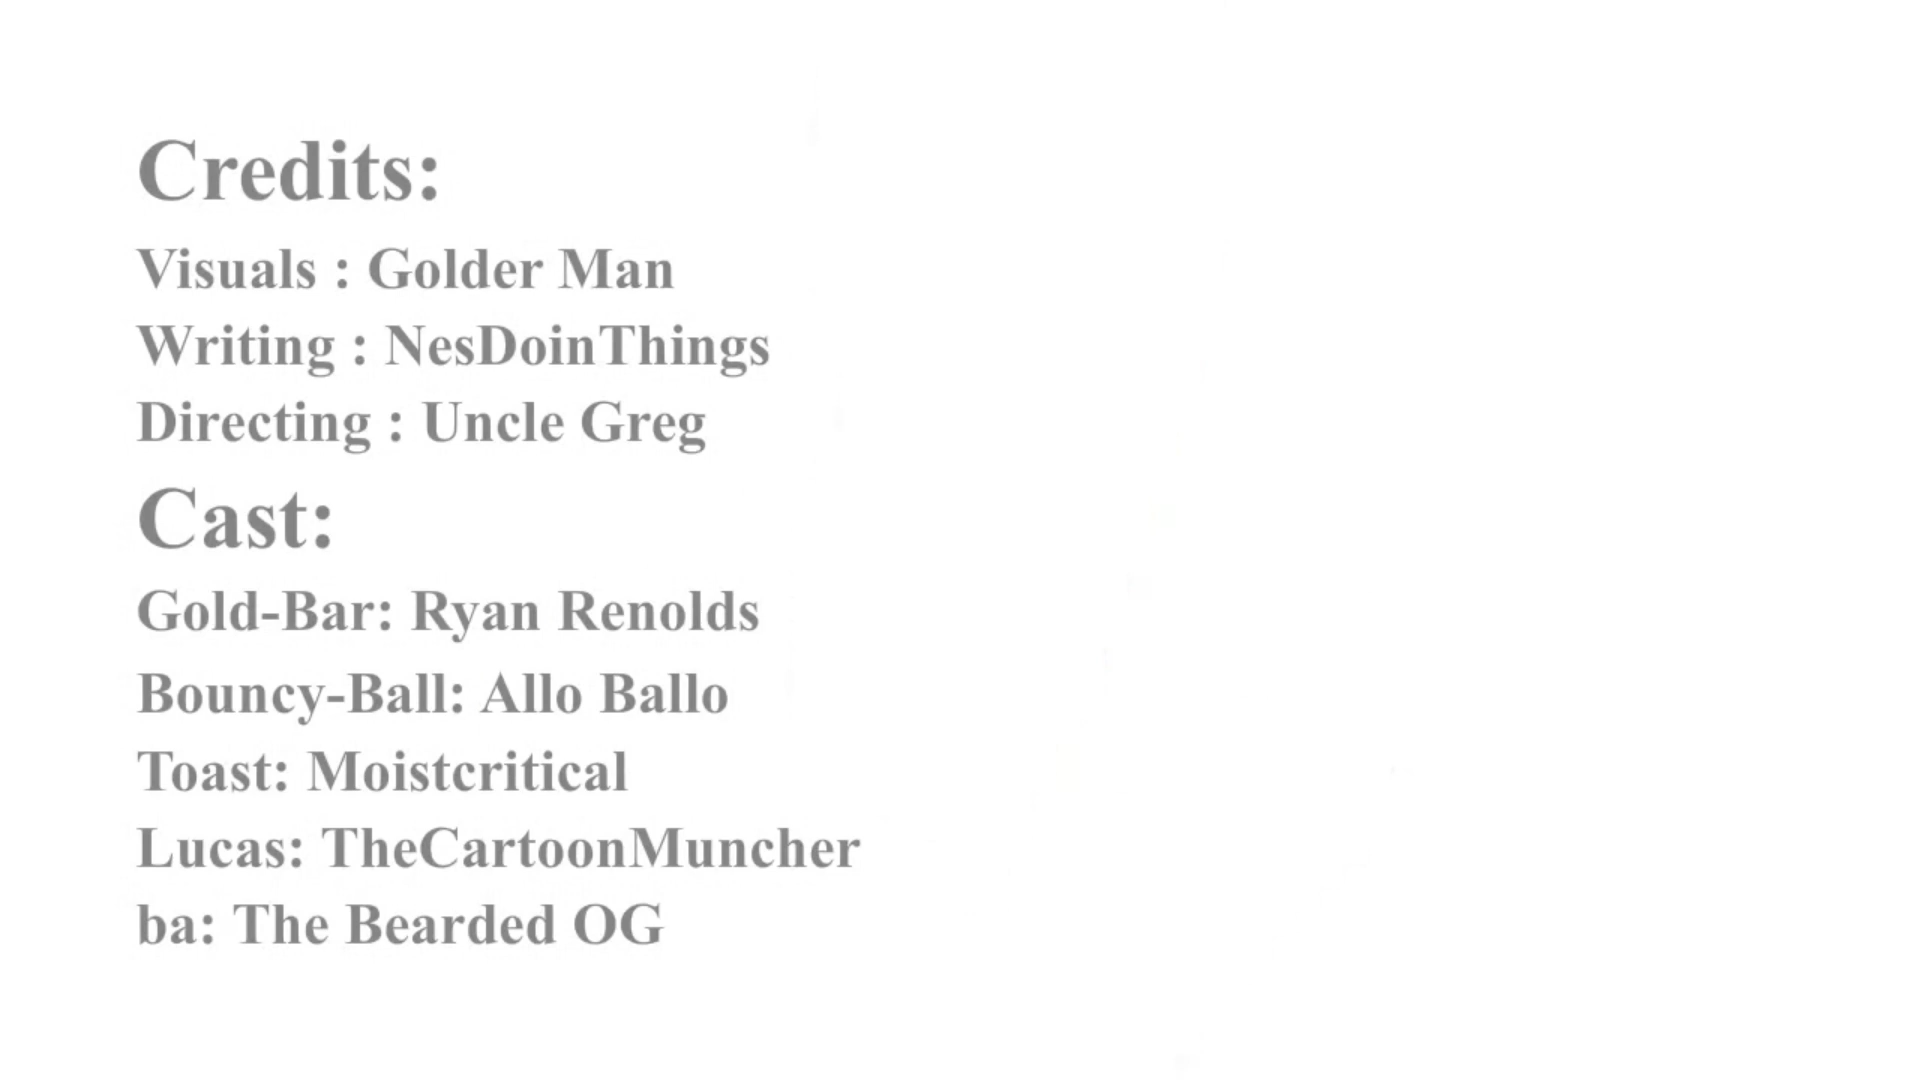 Credits:
Visuals : Golder Man
Writing : NesDoinThings
Directing : Uncle Greg
Cast:
Gold-Bar: Ryan Renolds
Bouncy-Ball: Allo Ballo
Toast: Moistcritical
Lucas: TheCartoonMuncher
ba: The Bearded OG